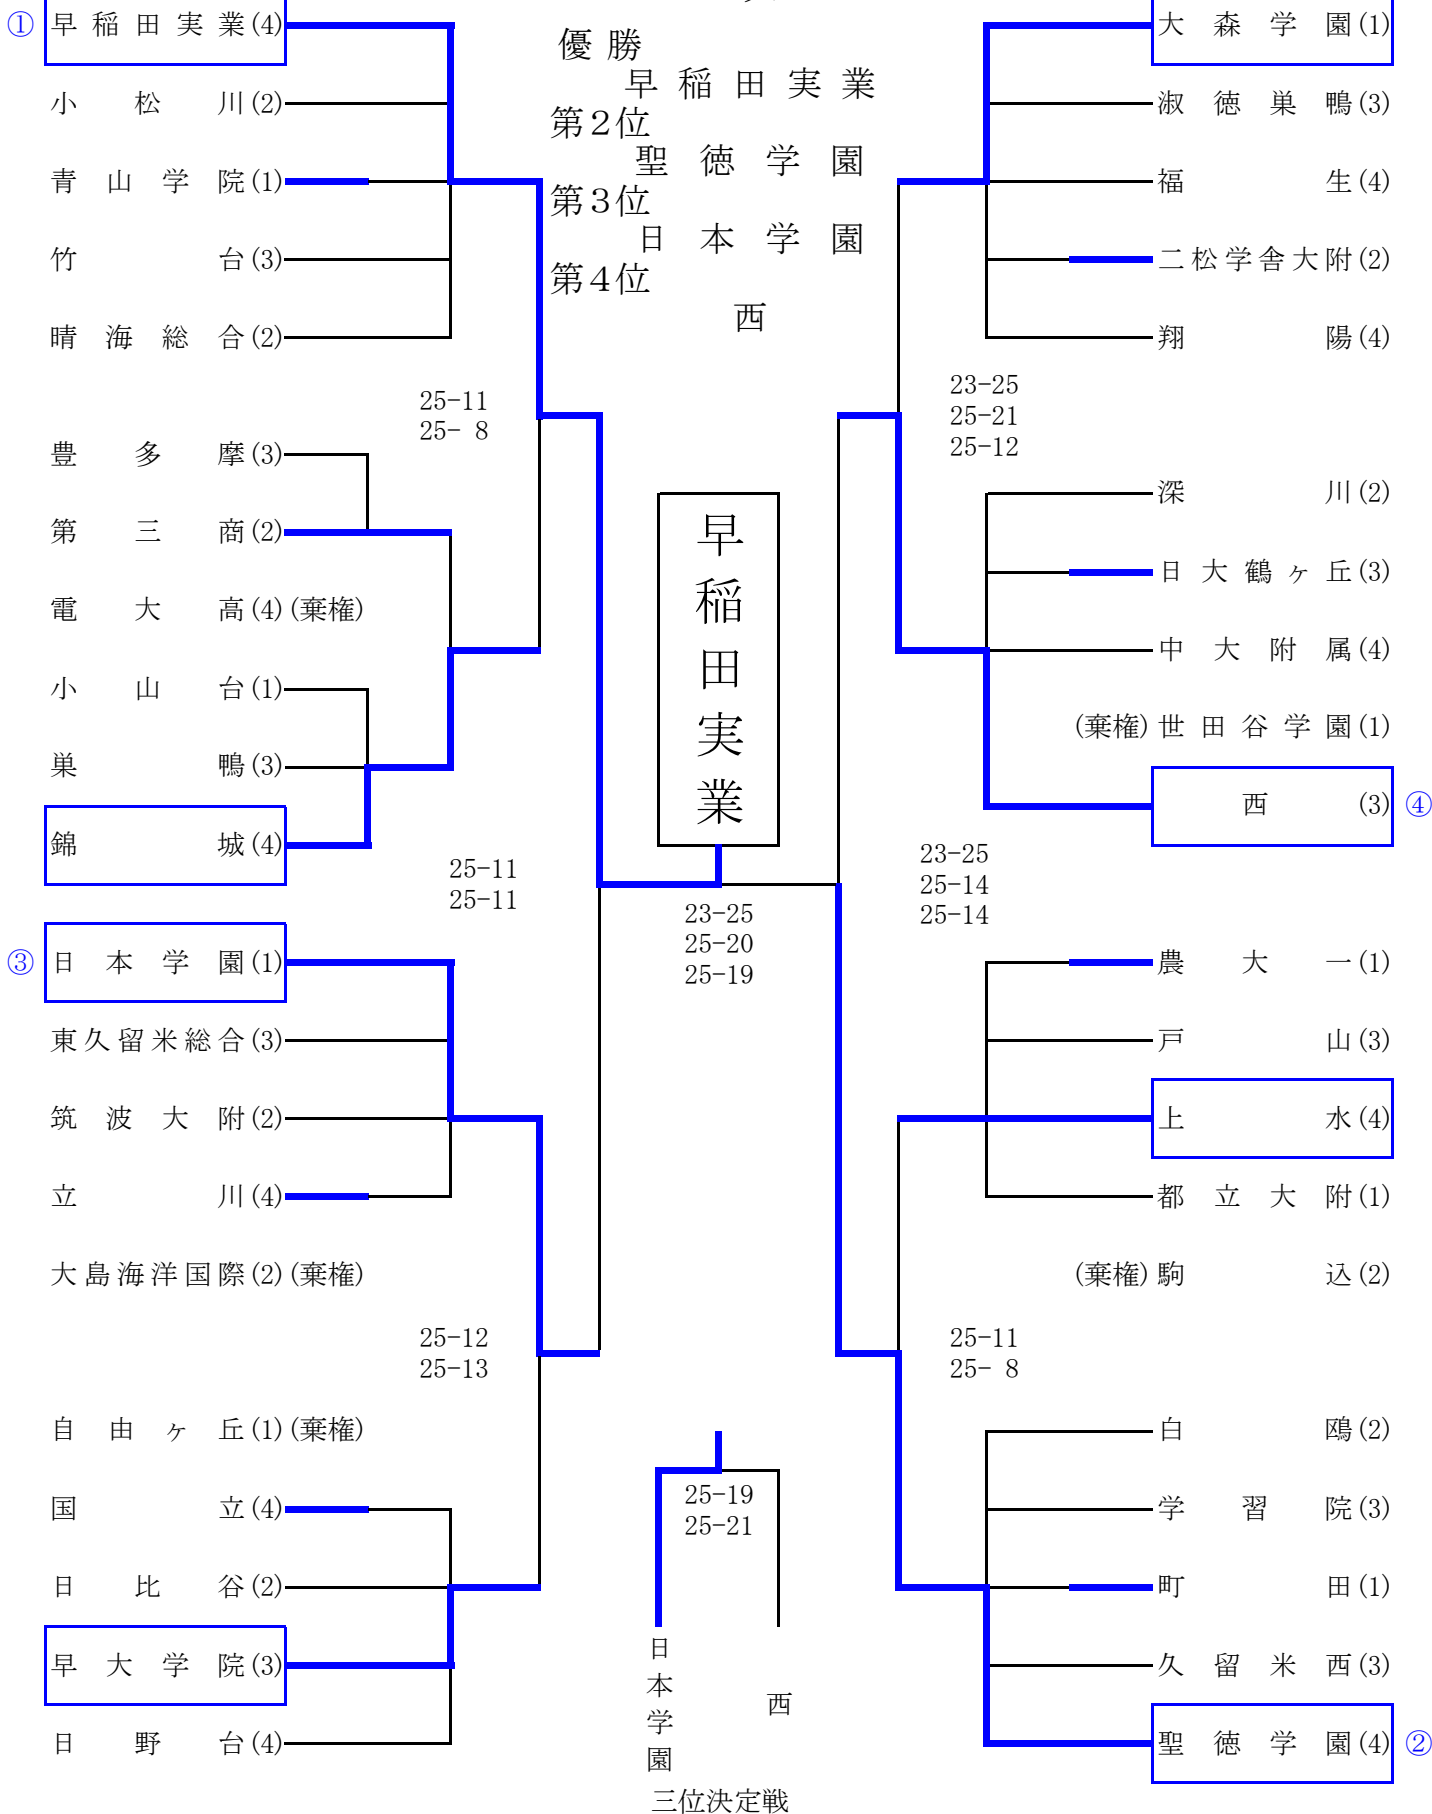 ① 早稲田実業(4)
小松川(2)
青山学院(1)
竹台(3)
晴海総合(2)
25-11
25- 8
豊多摩(3)
第三商(2)
電大高(4)(棄権)
小山台(1)
巣鴨(3)
錦城(4)
25-11
25-11
③ 日本学園(1)
東久留米総合(3)
筑波大附(2)
立川(4)
大島海洋国際(2)(棄権)
25-12
25-13
自由ヶ丘(1)(棄権)
国立(4)
日比谷(2)
早大学院(3)
日野台(4)
優勝
早稲田実業
第2位
聖徳学園
第3位
日本学園
第4位
西
早稲田実業
23-25
25-20
25-19
25-19
25-21
日本学園
西
三位決定戦
大森学園(1)
淑徳巣鴨(3)
福生(4)
二松学舎大附(2)
翔陽(4)
23-25
25-21
25-12
深川(2)
日大鶴ヶ丘(3)
中大附属(4)
(棄権)世田谷学園(1)
西(3) ④
23-25
25-14
25-14
農大一(1)
戸山(3)
上水(4)
都立大附(1)
(棄権)駒込(2)
25-11
25- 8
白鴎(2)
学習院(3)
町田(1)
久留米西(3)
聖徳学園(4) ②